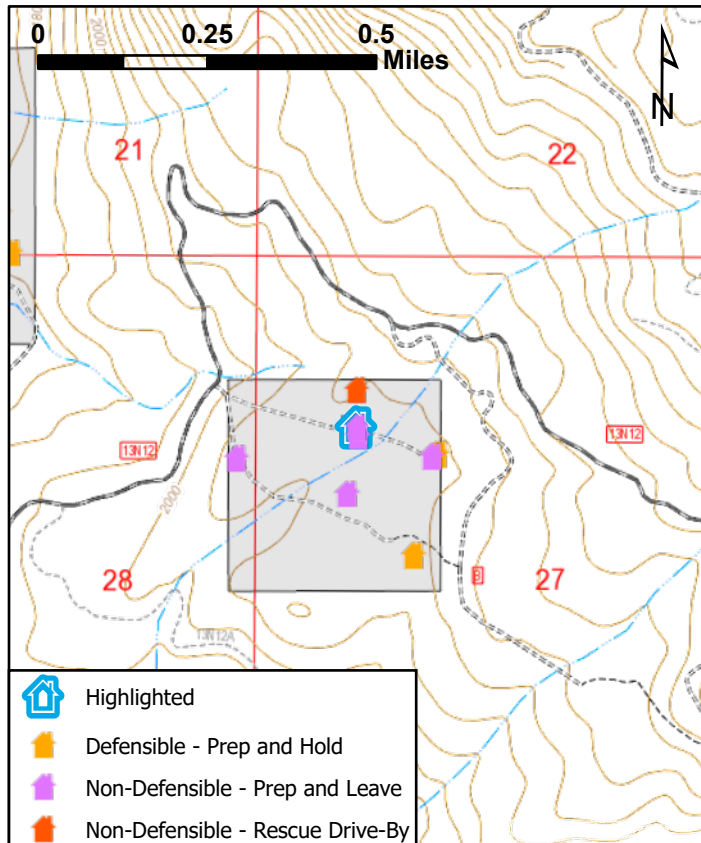 2000
0 0.25 0.5
Miles
N
21
22
13N12
13N12
2000
28
27
B
13N12A
Highlighted
Defensible - Prep and Hold
Non-Defensible - Prep and Leave
Non-Defensible - Rescue Drive-By